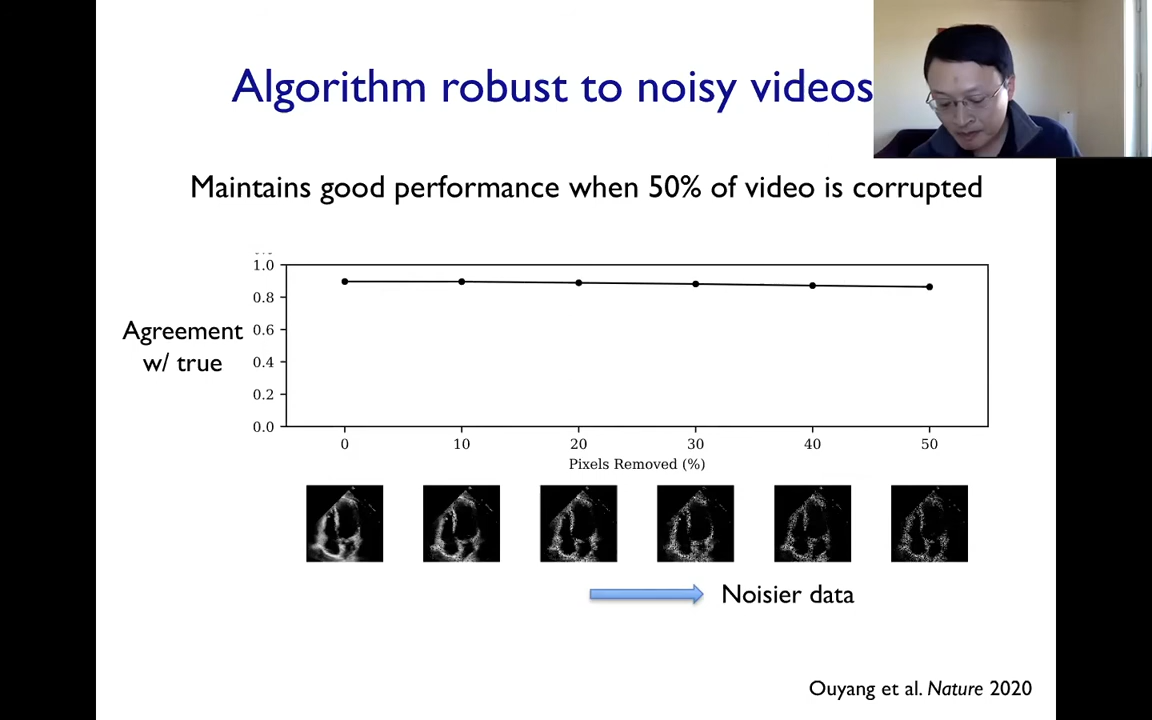 Algorithm robust to noisy videos
Maintains good performance when 50% of video is corrupted
1.0
0.8
Agreement
w/ true
0.6
0.4
0.2
0.0
0 10 20 30 40 50
Pixels Removed (%)
Noisier data
Ouyang et al. Nature 2020